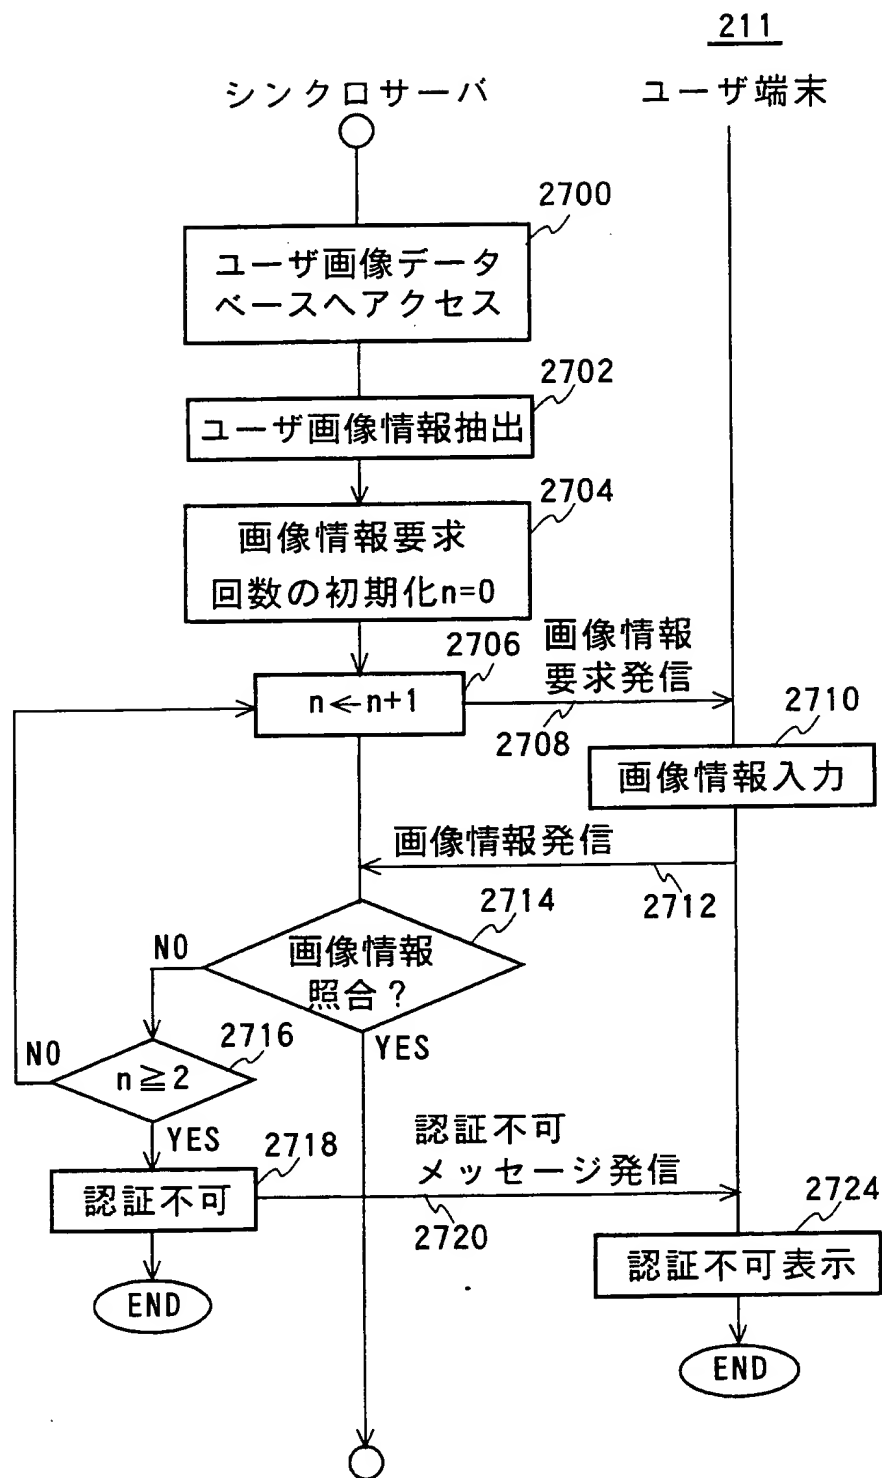 211
シンクロサーバ
ユーザ端末
2700
ユーザ画像データ
ベースへアクセス
2702
ユーザ画像情報抽出
2704
画像情報要求
回数の初期化n=0
2706
画像情報
要求発信
n←n+1
2708
2710
画像情報入力
画像情報発信
2712
2714
NO
画像情報
照合?
YES
2716
NO
n≧2
YES
2718
認証不可
メッセージ発信
認証不可
2720
2724
認証不可表示
END
END